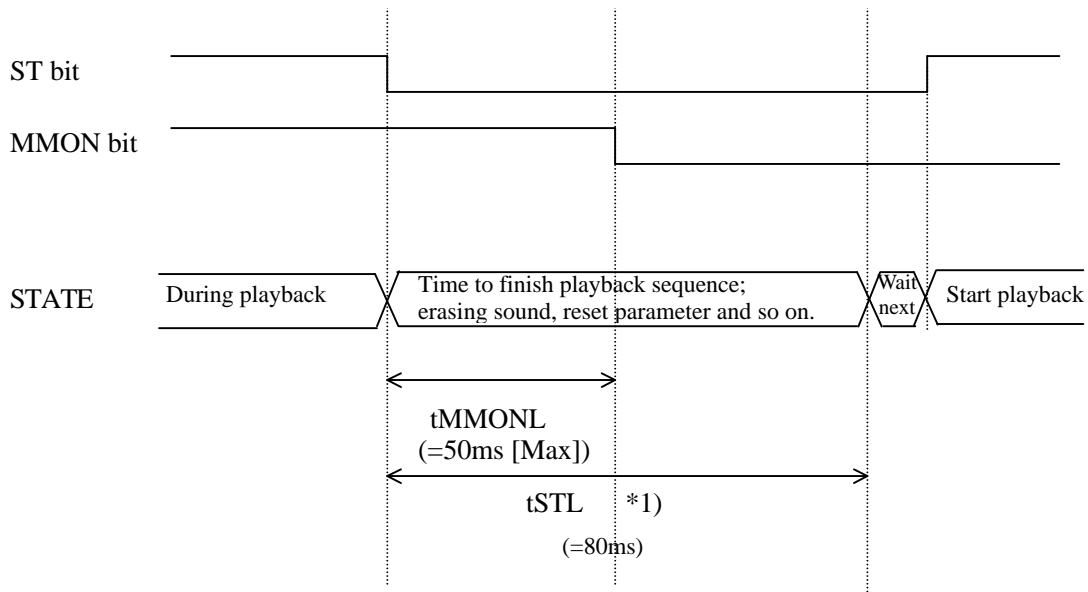 ST bit
MMON bit
STATE
During playback
Time to finish playback sequence;
erasing sound, reset parameter and so on.
Wait
next
Start playback
tMMONL
(=50ms [Max])
tSTL *1)
(=80ms)